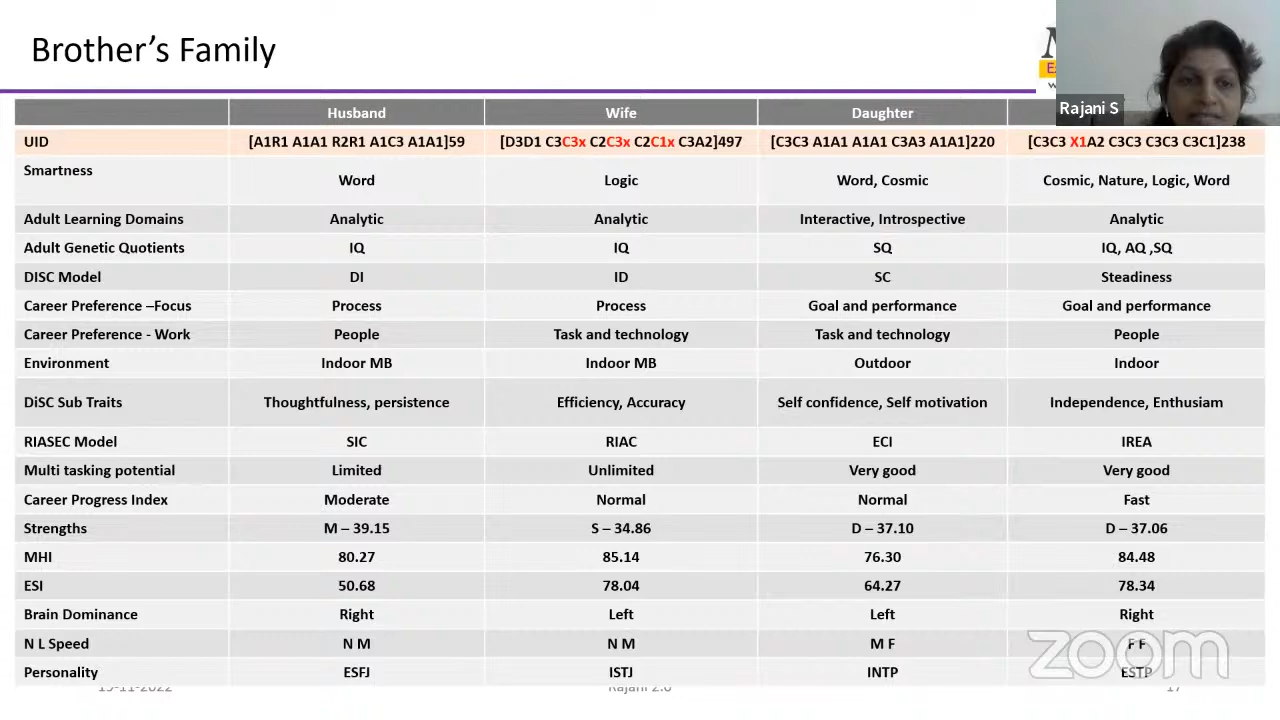 Brother's Family
Rajani S
Husband Wife Daughter
UID [A1R1 A1A1 R2R1 A1C3 A1A1]59 [D3D1 C3C3x C2C3x C2C1x C3A2]497 [C3C3 A1A1 A1A1 C3A3 A1A1]220 [C3C3 X1A2 C3C3 C3C3 C3C1]238
Smartness Word Logic Word, Cosmic Cosmic, Nature, Logic, Word
Adult Learning Domains Analytic Analytic Interactive, Introspective Analytic
Adult Genetic Quotients IQ IQ SQ IQ, AQ ,SQ
DISC Model DI ID SC Steadiness
Career Preference –Focus Process Process Goal and performance Goal and performance
Career Preference - Work People Task and technology Task and technology People
Environment Indoor MB Indoor MB Outdoor Indoor
DiSC Sub Traits Thoughtfulness, persistence Efficiency, Accuracy Self confidence, Self motivation Independence, Enthusiam
RIASEC Model SIC RIAC ECI IREA
Multi tasking potential Limited Unlimited Very good Very good
Career Progress Index Moderate Normal Normal Fast
Strengths M – 39.15 S – 34.86 D – 37.10 D – 37.06
MHI 80.27 85.14 76.30 84.48
ESI 50.68 78.04 64.27 78.34
Brain Dominance Right Left Left Right
N L Speed N M N M M F F F
Personality ESFJ ISTJ INTP ESTP
zoom
19-11-2022 Rajani 2.0 17